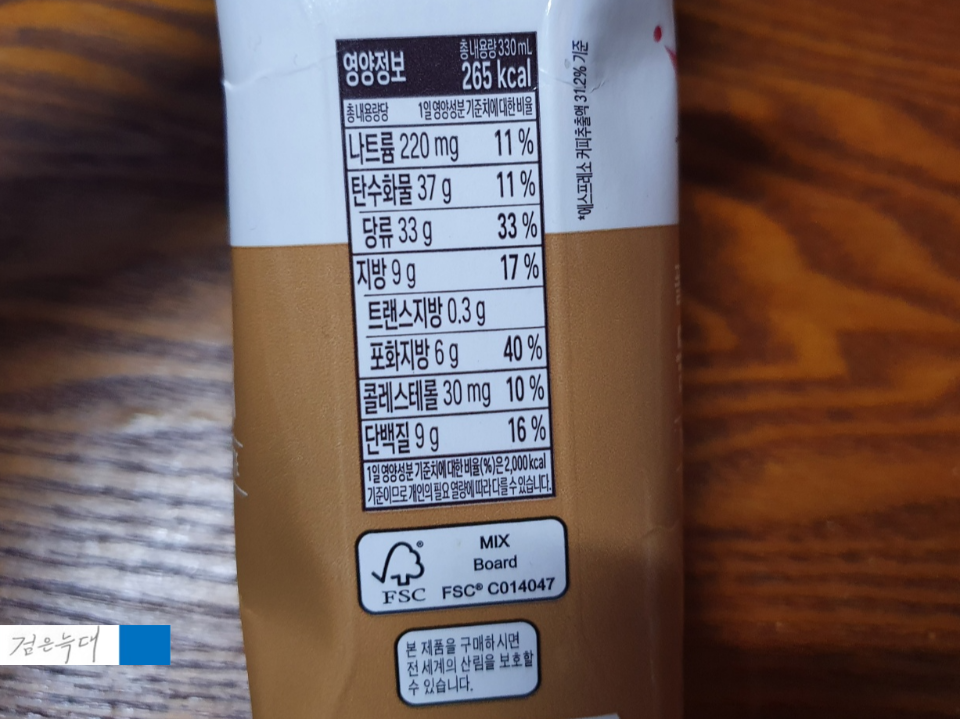 영양정보 총 내용량 330 mL
265 kcal
총 내용량당 1일 영양성분 기준치에 대한 비율
나트륨 220 mg 11 %
탄수화물 37 g 11 %
당류 33 g 33 %
지방 9 g 17 %
트랜스지방 0.3 g
포화지방 6 g 40 %
콜레스테롤 30 mg 10 %
단백질 9 g 16 %
1일 영양성분 기준치에 대한 비율(%)은 2,000 kcal
기준이므로 개인의 필요 열량에 따라 다를 수 있습니다.
*에스프레소 커피추출액 31.2% 기준
MIX
Board
FSC® C014047
® FSC
본 제품을 구매하시면
전 세계의 산림을 보호할
수 있습니다.
검은늑대